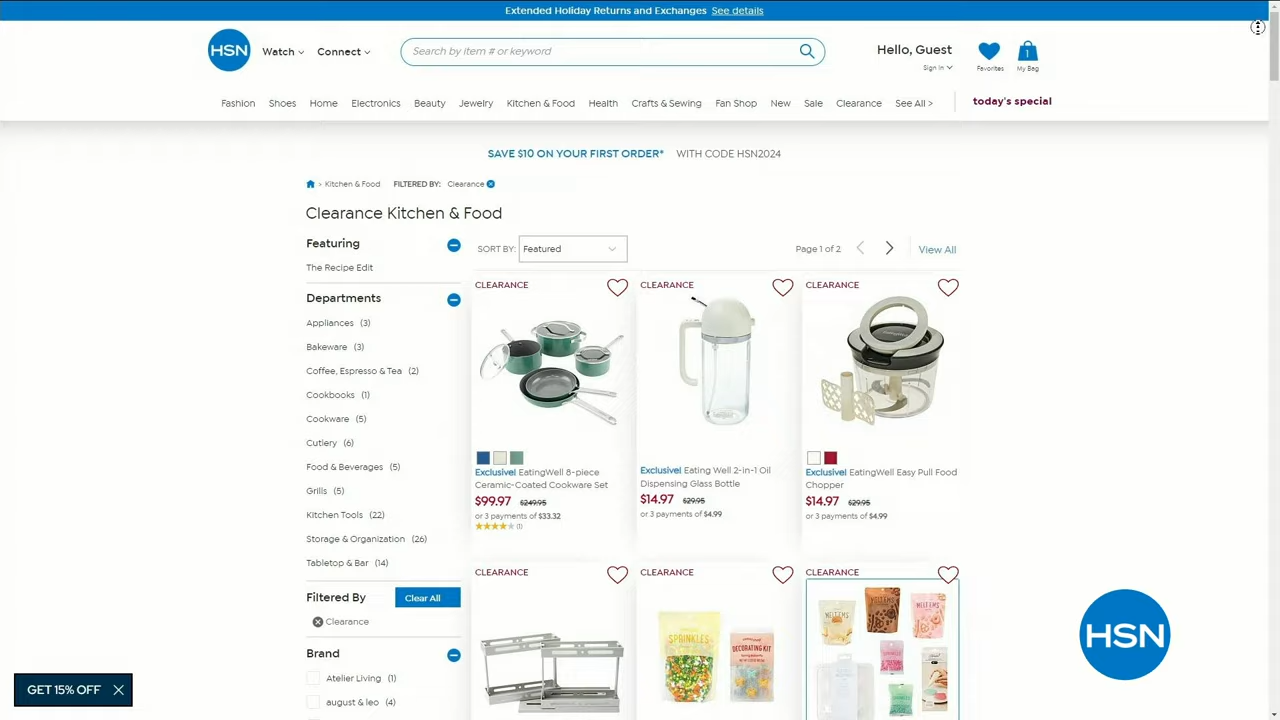 Extended Holiday Returns and Exchanges See details
HSN
Watch
Connect
Search by item # or keyword
Hello, Guest
Sign In
Favorites
1
My Bag
Fashion Shoes Home Electronics Beauty Jewelry Kitchen & Food Health Crafts & Sewing Fan Shop New Sale Clearance See All >
today's special
SAVE $10 ON YOUR FIRST ORDER* WITH CODE HSN2024
> Kitchen & Food FILTERED BY: Clearance
Clearance Kitchen & Food
Featuring
The Recipe Edit
Departments
Appliances (3)
Bakeware (3)
Coffee, Espresso & Tea (2)
Cookbooks (1)
Cookware (5)
Cutlery (6)
Food & Beverages (5)
Grills (5)
Kitchen Tools (22)
Storage & Organization (26)
Tabletop & Bar (14)
Filtered By
Clear All
Clearance
Brand
Atelier Living (1)
august & leo (4)
SORT BY: Featured
Page 1 of 2
View All
CLEARANCE
Exclusive! EatingWell 8-piece
Ceramic-Coated Cookware Set
$99.97 $249.95
or 3 payments of $33.32
(1)
CLEARANCE
Exclusive! Eating Well 2-in-1 Oil
Dispensing Glass Bottle
$14.97 $29.95
or 3 payments of $4.99
CLEARANCE
Exclusive! EatingWell Easy Pull Food
Chopper
$14.97 $29.95
or 3 payments of $4.99
CLEARANCE
CLEARANCE
SPRINKLES
DECORATING KIT
CLEARANCE
MELT'EMS
MELT'EMS
MELT'EMS
GET 15% OFF
HSN